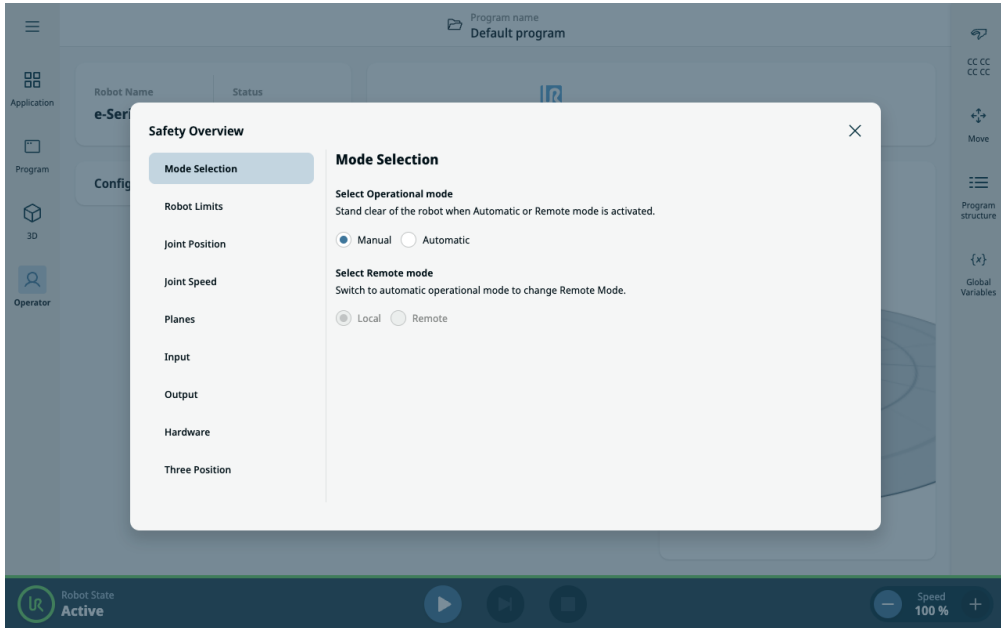 Program name
Default program
Application
Program
3D
Operator
Robot Name
Status
e-Seri
Config
UR
Safety Overview
Mode Selection
Robot Limits
Joint Position
Joint Speed
Planes
Input
Output
Hardware
Three Position
Mode Selection
Select Operational mode
Stand clear of the robot when Automatic or Remote mode is activated.
Manual Automatic
Select Remote mode
Switch to automatic operational mode to change Remote Mode.
Local Remote
CC CC
CC CC
Move
Program
structure
{x}
Global
Variables
UR
Robot State
Active
Speed
100 %